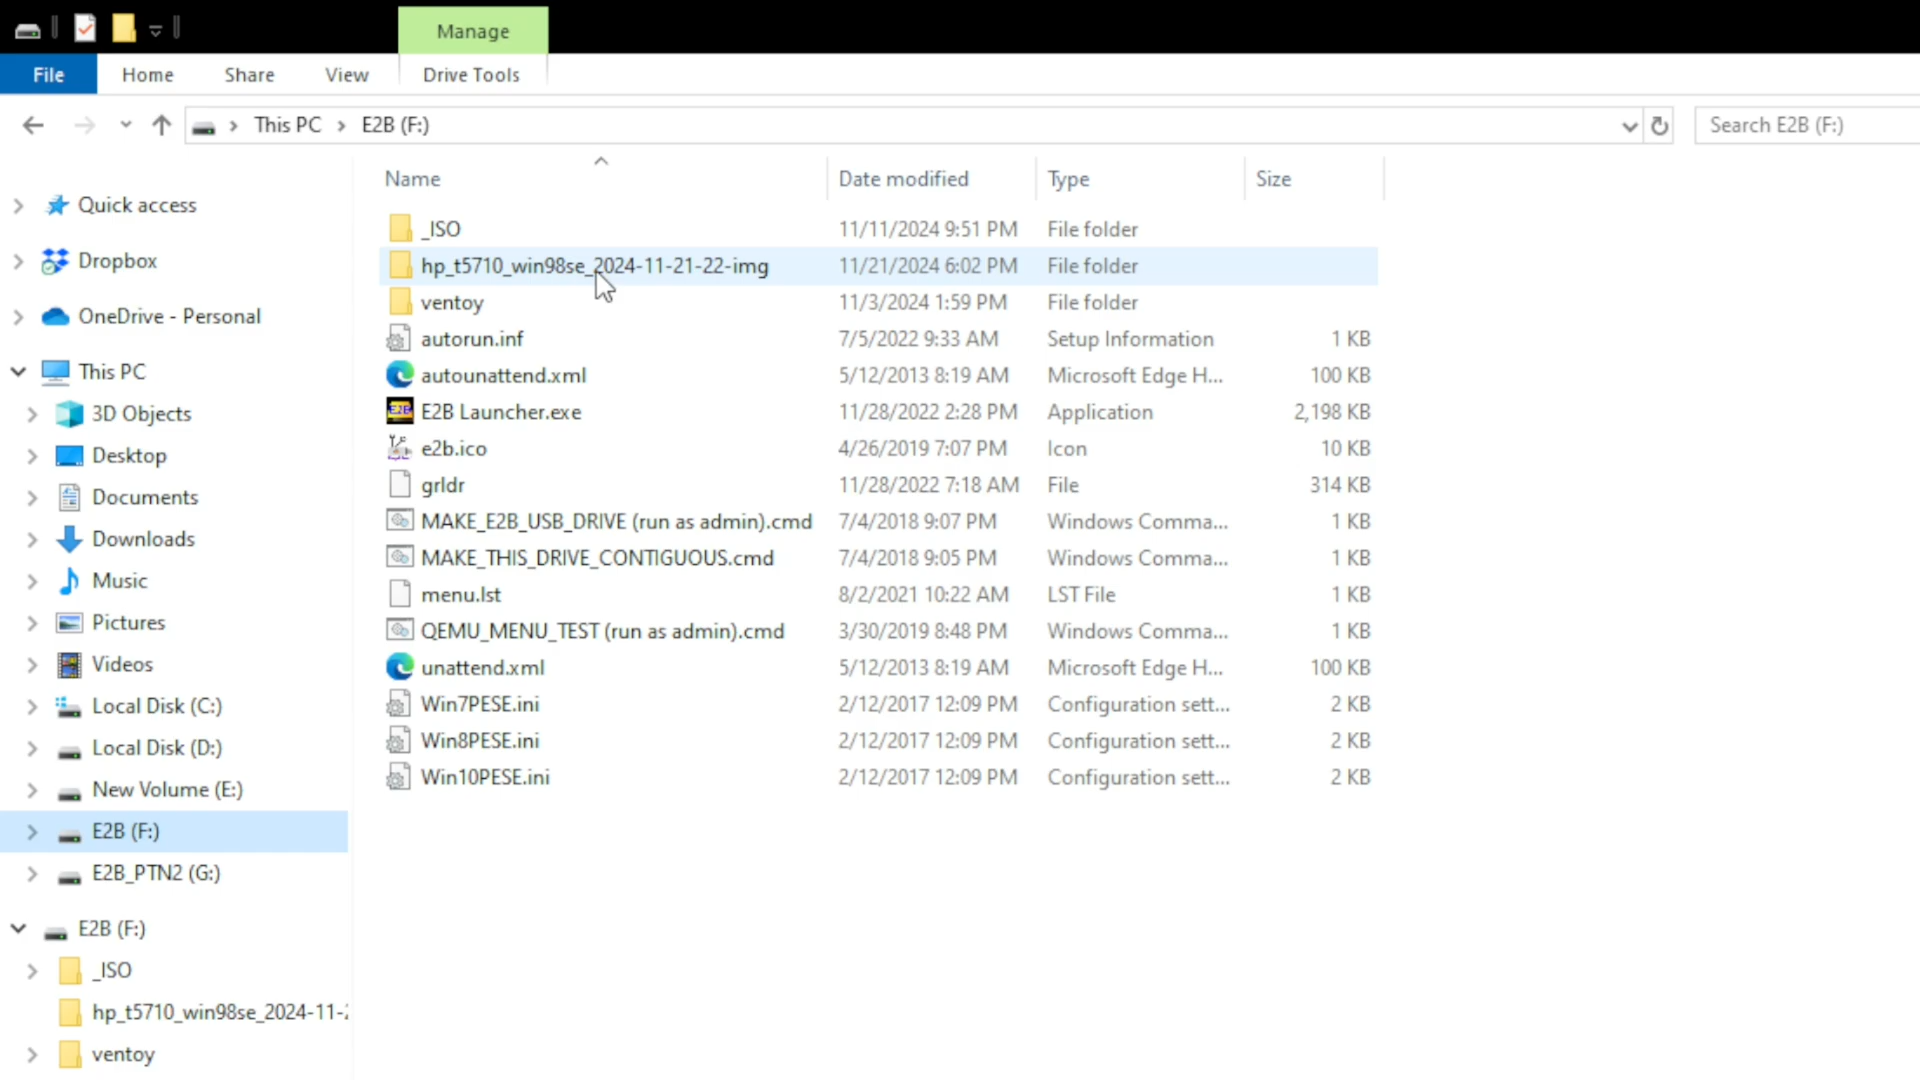 Manage
File Home Share View Drive Tools
This PC > E2B (F:)
Search E2B (F:)
Name Date modified Type Size
Quick access
Dropbox
OneDrive - Personal
This PC
3D Objects
Desktop
Documents
Downloads
Music
Pictures
Videos
Local Disk (C:)
Local Disk (D:)
New Volume (E:)
E2B (F:)
E2B_PTN2 (G:)
E2B (F:)
_ISO
hp_t5710_win98se_2024-11-
ventoy
_ISO 11/11/2024 9:51 PM File folder
hp_t5710_win98se_2024-11-21-22-img 11/21/2024 6:02 PM File folder
ventoy 11/3/2024 1:59 PM File folder
autorun.inf 7/5/2022 9:33 AM Setup Information 1 KB
autounattend.xml 5/12/2013 8:19 AM Microsoft Edge H... 100 KB
E2B E2B Launcher.exe 11/28/2022 2:28 PM Application 2,198 KB
e2b.ico 4/26/2019 7:07 PM Icon 10 KB
grldr 11/28/2022 7:18 AM File 314 KB
MAKE_E2B_USB_DRIVE (run as admin).cmd 7/4/2018 9:07 PM Windows Comma... 1 KB
MAKE_THIS_DRIVE_CONTIGUOUS.cmd 7/4/2018 9:05 PM Windows Comma... 1 KB
menu.lst 8/2/2021 10:22 AM LST File 1 KB
QEMU_MENU_TEST (run as admin).cmd 3/30/2019 8:48 PM Windows Comma... 1 KB
unattend.xml 5/12/2013 8:19 AM Microsoft Edge H... 100 KB
Win7PESE.ini 2/12/2017 12:09 PM Configuration sett... 2 KB
Win8PESE.ini 2/12/2017 12:09 PM Configuration sett... 2 KB
Win10PESE.ini 2/12/2017 12:09 PM Configuration sett... 2 KB